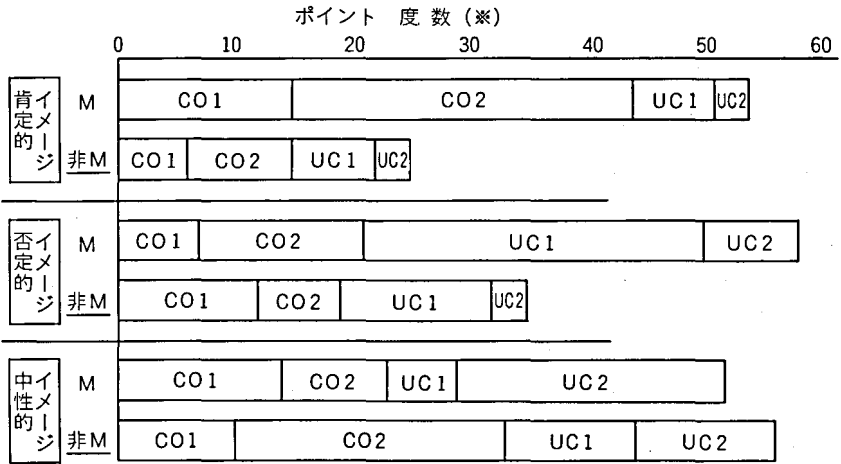 ポイント 度数(※)
0 10 20 30 40 50 60
肯定的イメージ
M CO1 CO2 UC1 UC2
非M CO1 CO2 UC1 UC2
否定的イメージ
M CO1 CO2 UC1 UC2
非M CO1 CO2 UC1 UC2
中性的イメージ
M CO1 CO2 UC1 UC2
非M CO1 CO2 UC1 UC2